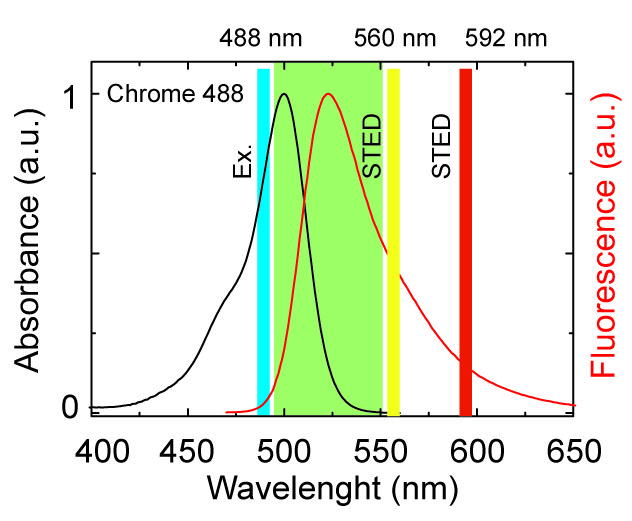 488 nm 560 nm 592 nm
Chrome 488
1
0
Ex.
STED
STED
Absorbance (a.u.)
Fluorescence (a.u.)
400 450 500 550 600 650
Wavelenght (nm)